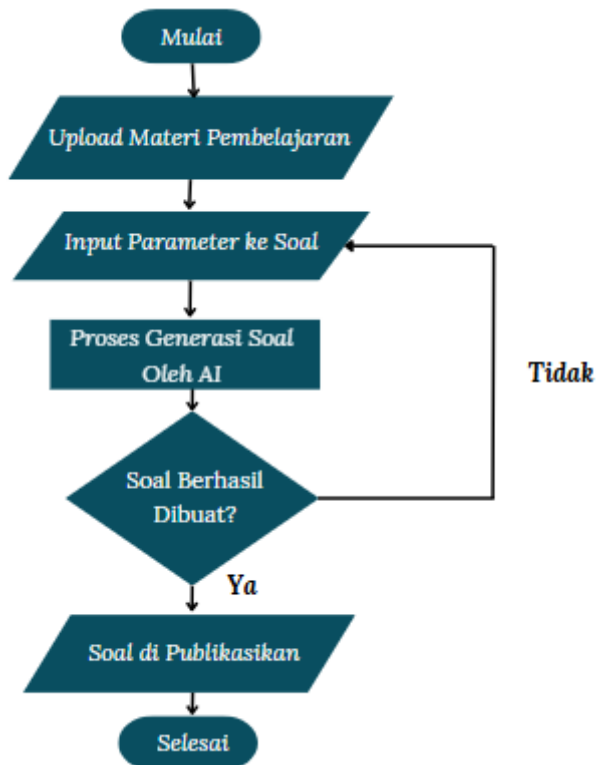 Mulai
Upload Materi Pembelajaran
Input Parameter ke Soal
Proses Generasi Soal
Oleh AI
Tidak
Soal Berhasil
Dibuat?
Ya
Soal di Publikasikan
Selesai